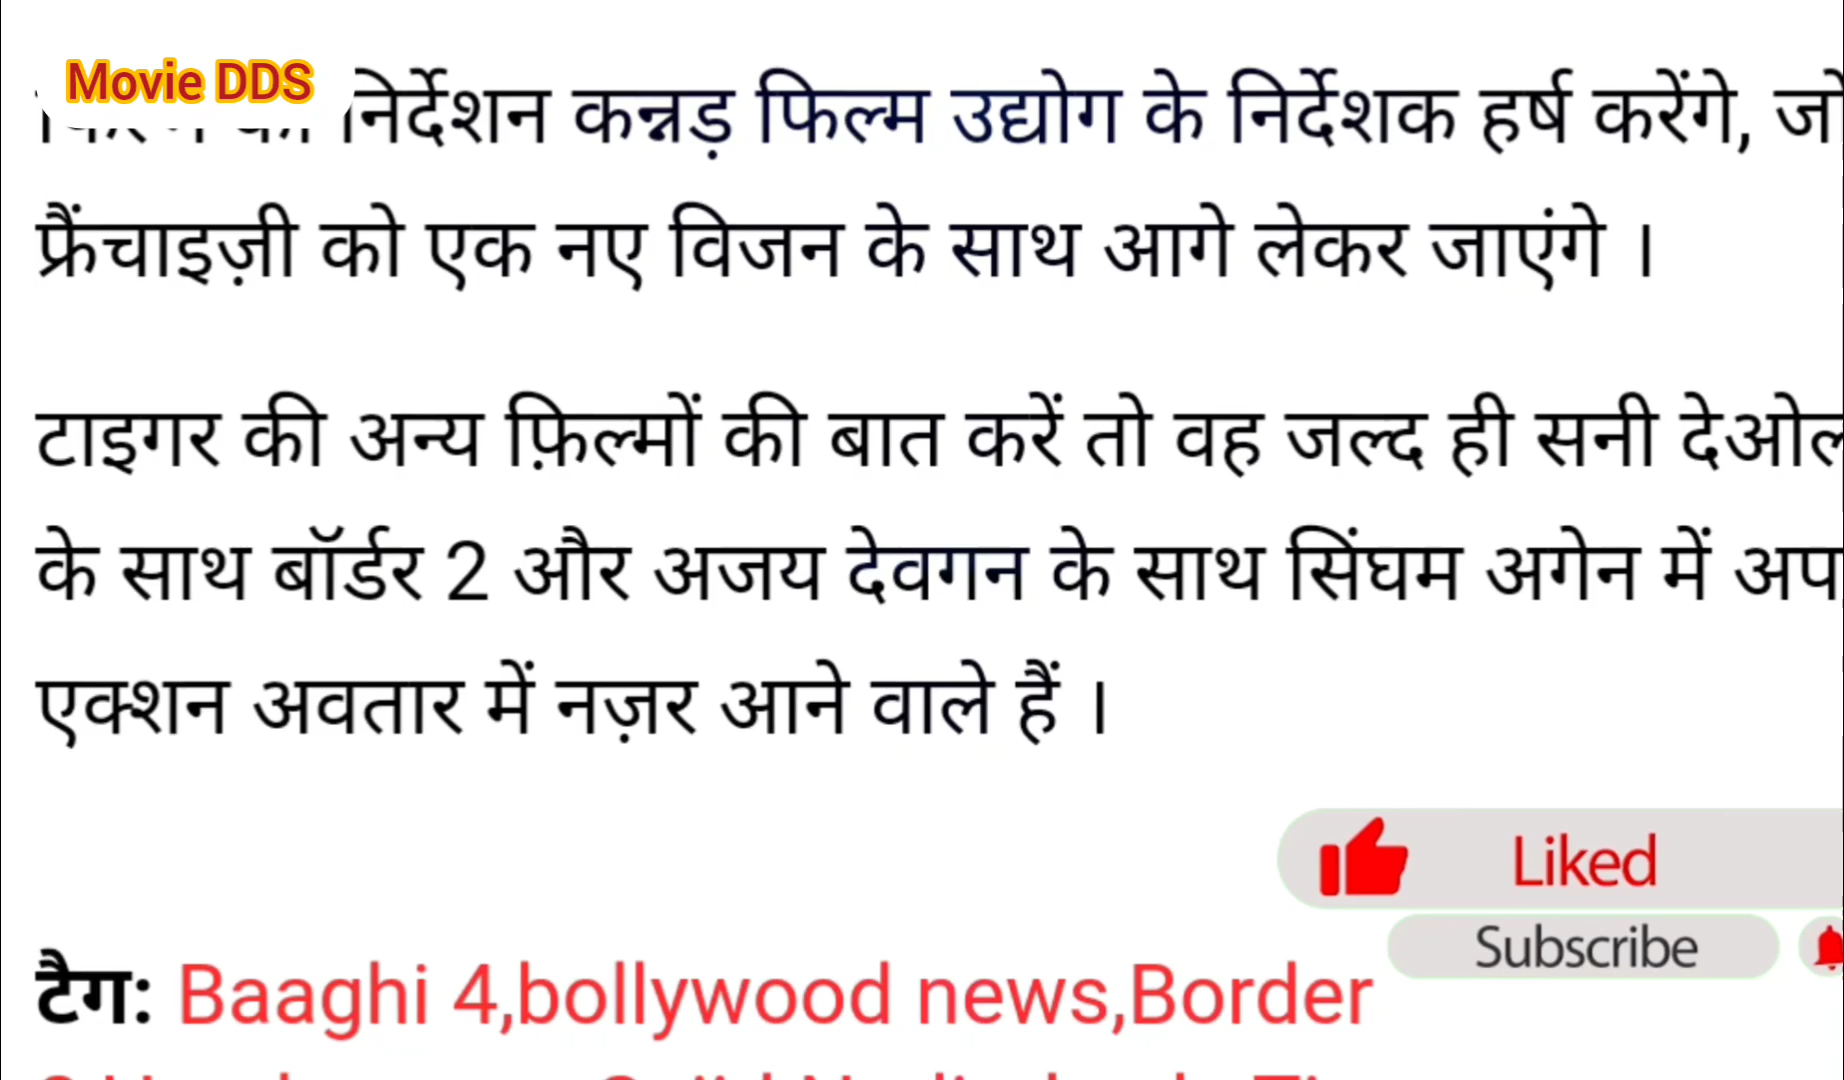 Movie DDS
निर्देशन कन्नड़ फिल्म उद्योग के निर्देशक हर्ष करेंगे, जो
फ्रैंचाइज़ी को एक नए विजन के साथ आगे लेकर जाएंगे ।
टाइगर की अन्य फ़िल्मों की बात करें तो वह जल्द ही सनी देओल
के साथ बॉर्डर 2 और अजय देवगन के साथ सिंघम अगेन में अप
एक्शन अवतार में नज़र आने वाले हैं ।
Liked
Subscribe
टैग: Baaghi 4,bollywood news,Border